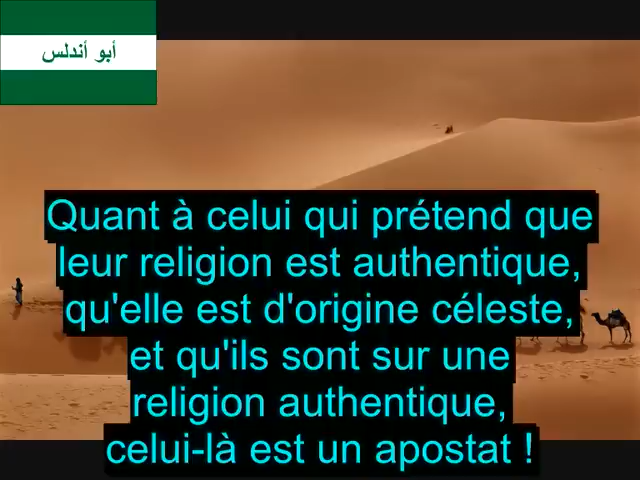 أبو أندلس
Quant à celui qui prétend que
leur religion est authentique,
qu'elle est d'origine céleste,
et qu'ils sont sur une
religion authentique,
celui-là est un apostat !